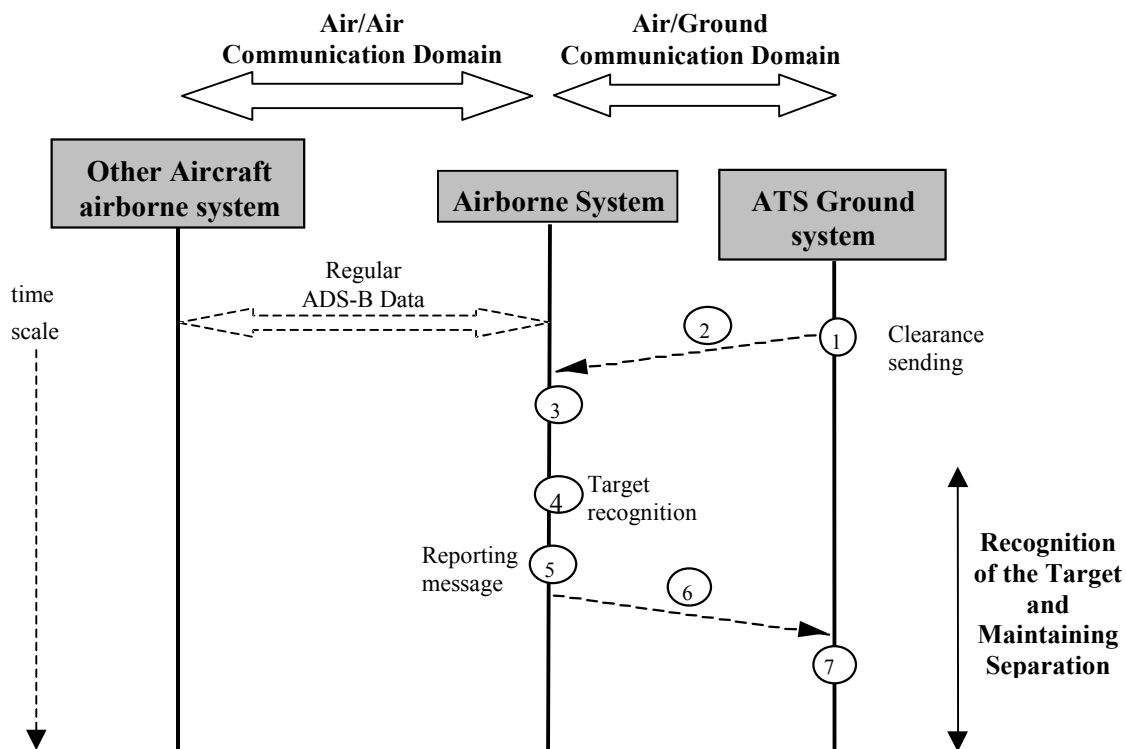 Air/Air
Communication Domain
Air/Ground
Communication Domain
Other Aircraft
airborne system
Airborne System
ATS Ground
system
time
scale
Regular
ADS-B Data
2
1
Clearance
sending
3
4
Target
recognition
Reporting
message
5
6
7
Recognition
of the Target
and
Maintaining
Separation